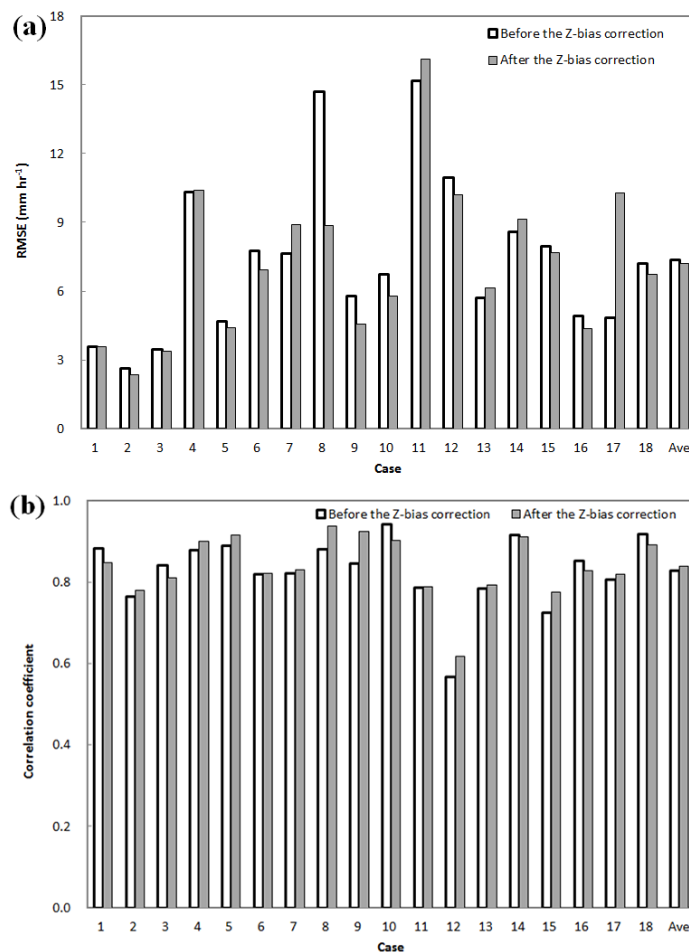 (a)
18
15
12
9
6
3
0
RMSE (mm hr⁻¹)
Before the Z-bias correction
After the Z-bias correction
1 2 3 4 5 6 7 8 9 10 11 12 13 14 15 16 17 18 Ave
Case
(b)
1.0
0.8
0.6
0.4
0.2
0.0
Correlation coefficient
Before the Z-bias correction After the Z-bias correction
1 2 3 4 5 6 7 8 9 10 11 12 13 14 15 16 17 18 Ave
Case